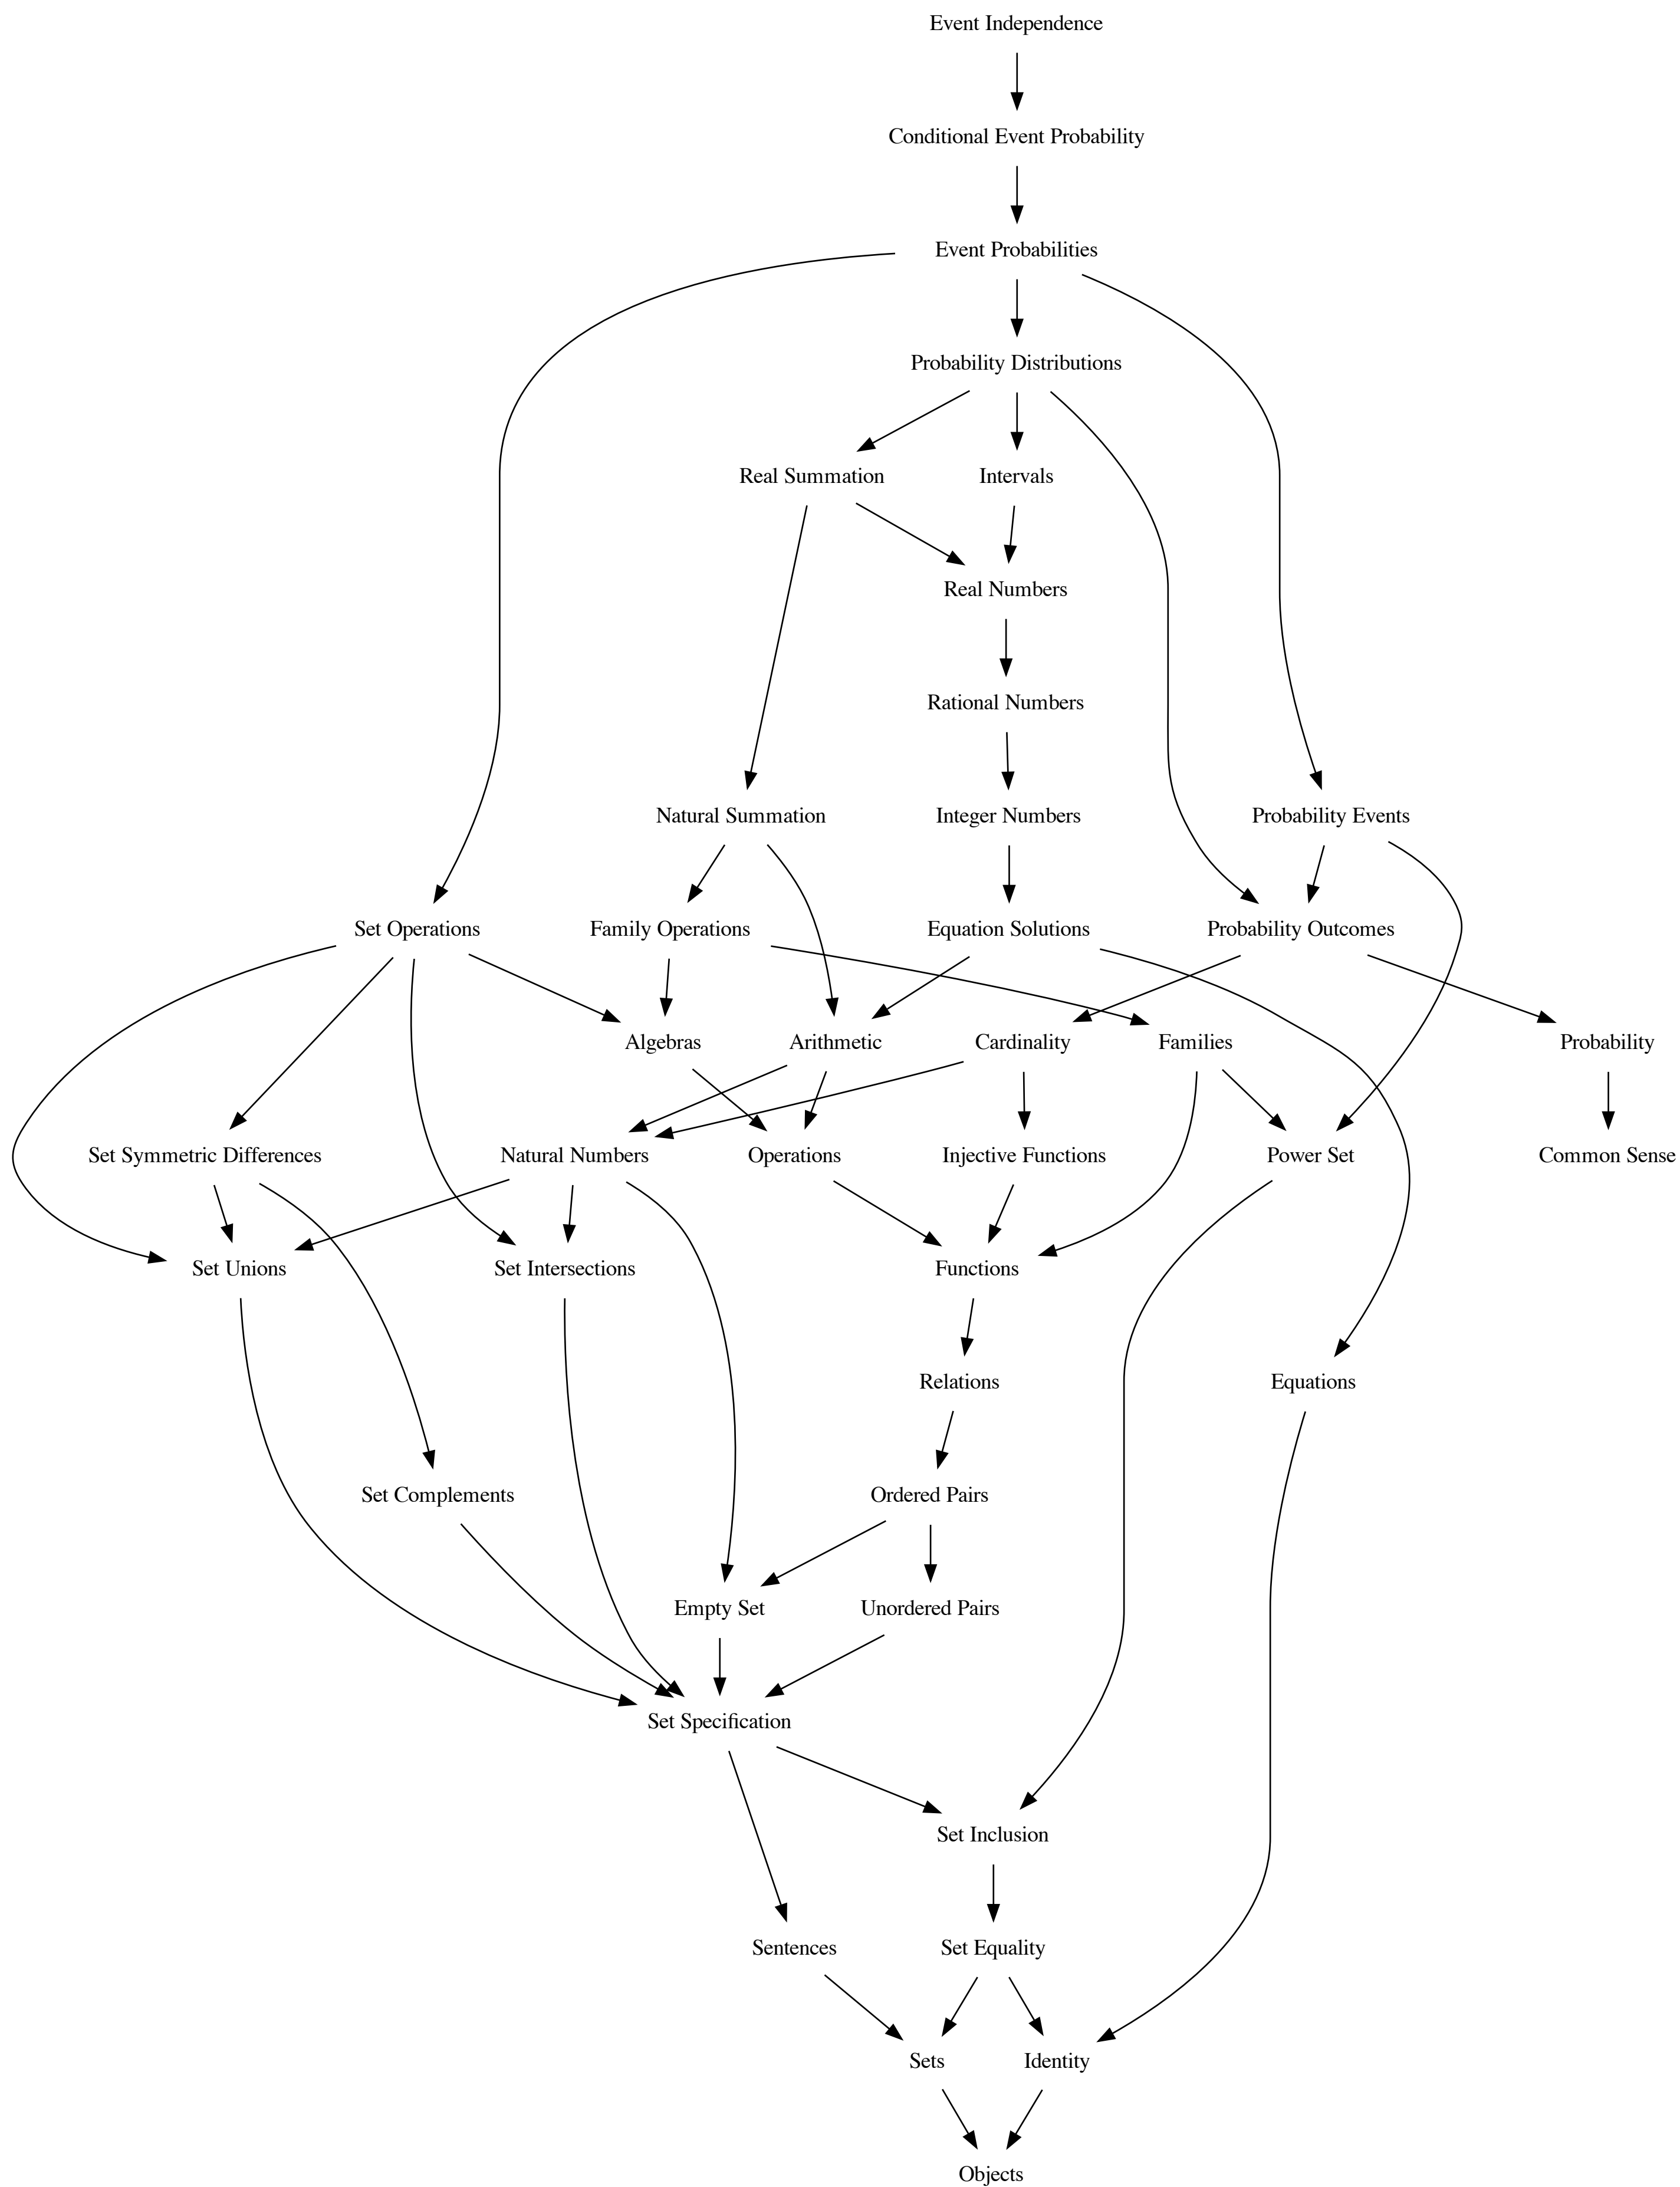 Event Independence
Conditional Event Probability
Event Probabilities
Probability Distributions
Real Summation
Intervals
Real Numbers
Rational Numbers
Natural Summation
Integer Numbers
Probability Events
Set Operations
Family Operations
Equation Solutions
Probability Outcomes
Algebras
Arithmetic
Cardinality
Families
Probability
Set Symmetric Differences
Natural Numbers
Operations
Injective Functions
Power Set
Common Sense
Set Unions
Set Intersections
Functions
Relations
Equations
Set Complements
Ordered Pairs
Empty Set
Unordered Pairs
Set Specification
Set Inclusion
Sentences
Set Equality
Sets
Identity
Objects